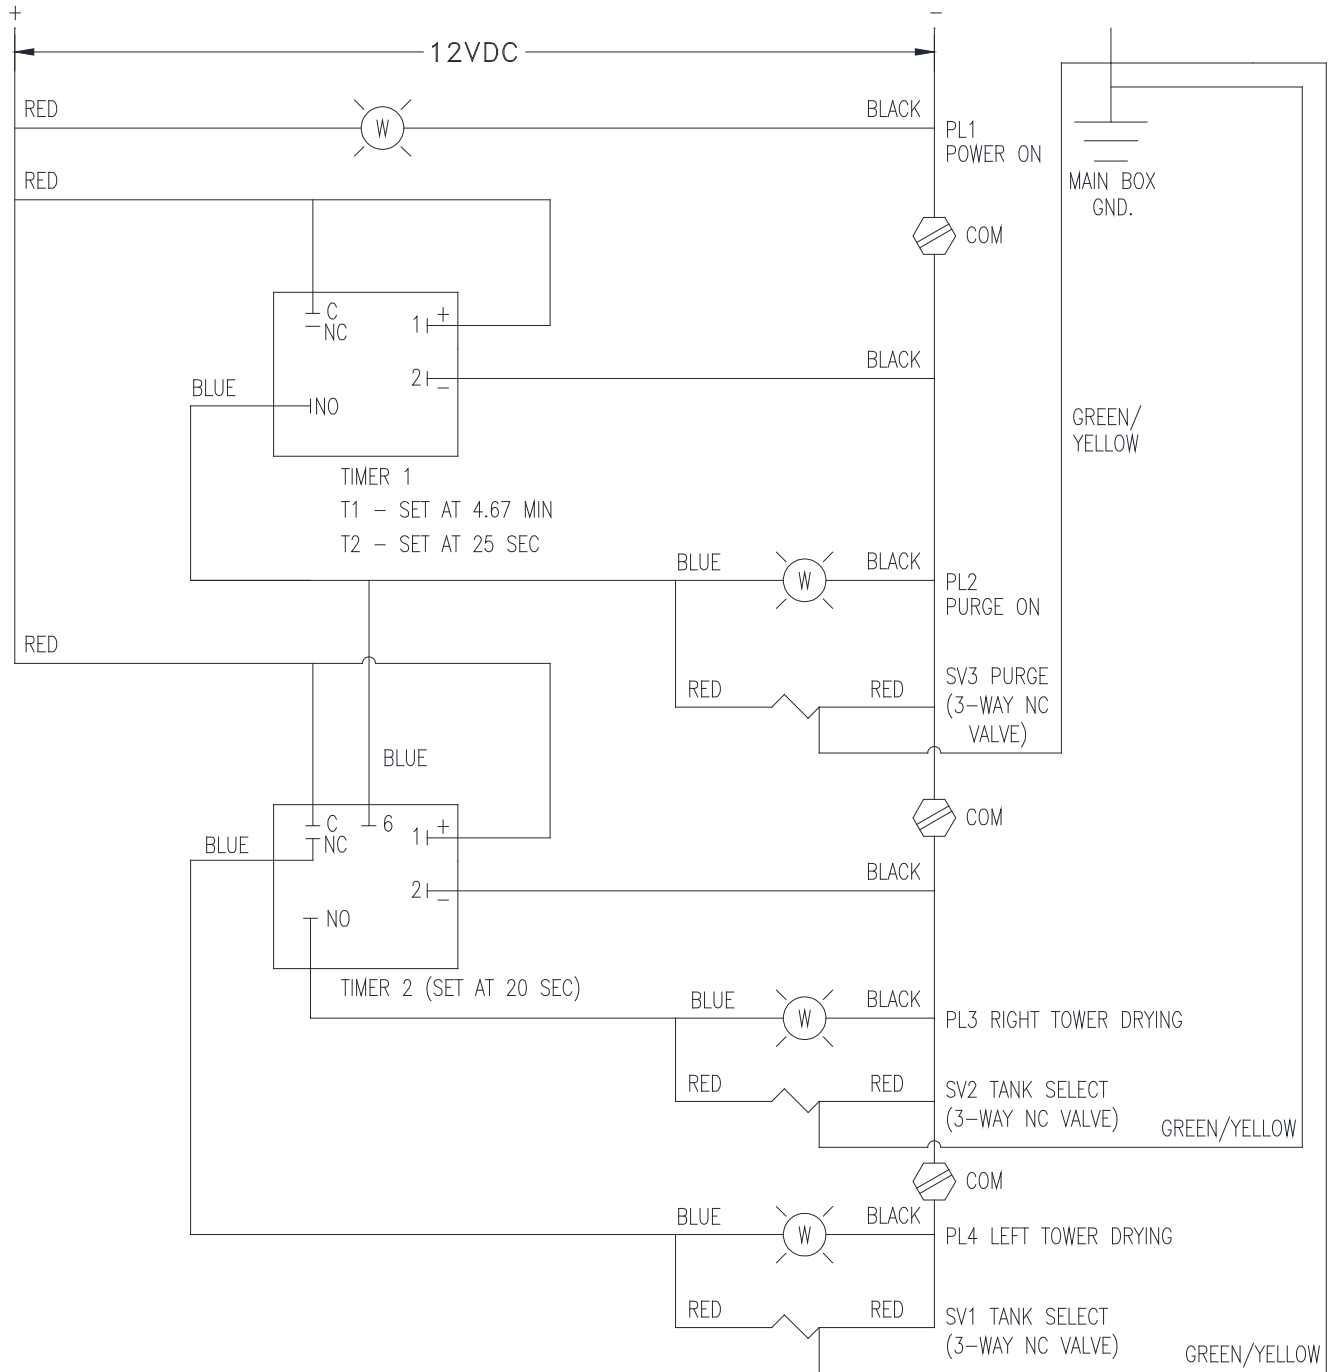 +
−
12VDC
RED
W
BLACK
PL1
POWER ON
RED
MAIN BOX
GND.
COM
C
NC
1
+
2
−
BLACK
BLUE
NO
GREEN/
YELLOW
TIMER 1
T1 − SET AT 4.67 MIN
T2 − SET AT 25 SEC
BLUE
W
BLACK
PL2
PURGE ON
RED
RED
RED
SV3 PURGE
(3−WAY NC
VALVE)
BLUE
COM
C
6
NC
1
+
BLUE
2
−
BLACK
NO
TIMER 2 (SET AT 20 SEC)
BLUE
W
BLACK
PL3 RIGHT TOWER DRYING
RED
RED
SV2 TANK SELECT
(3−WAY NC VALVE)
GREEN/YELLOW
COM
BLUE
W
BLACK
PL4 LEFT TOWER DRYING
RED
RED
SV1 TANK SELECT
(3−WAY NC VALVE)
GREEN/YELLOW